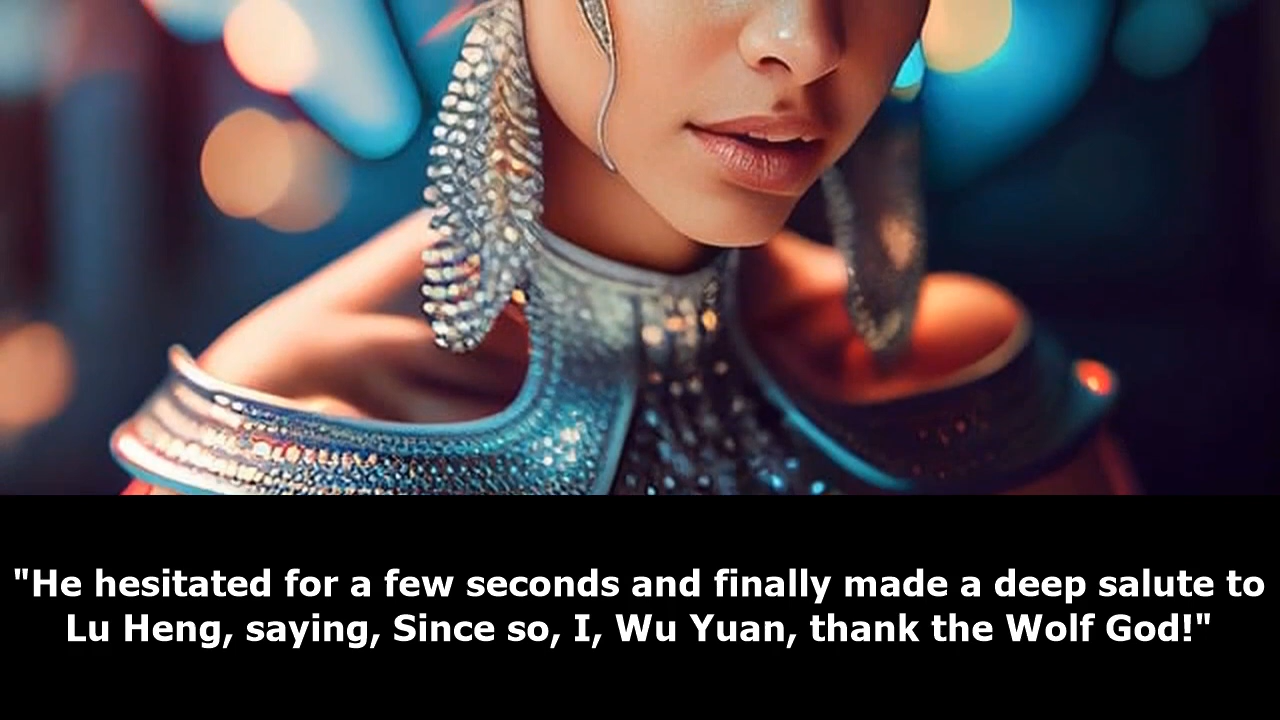 "He hesitated for a few seconds and finally made a deep salute to
Lu Heng, saying, Since so, I, Wu Yuan, thank the Wolf God!"